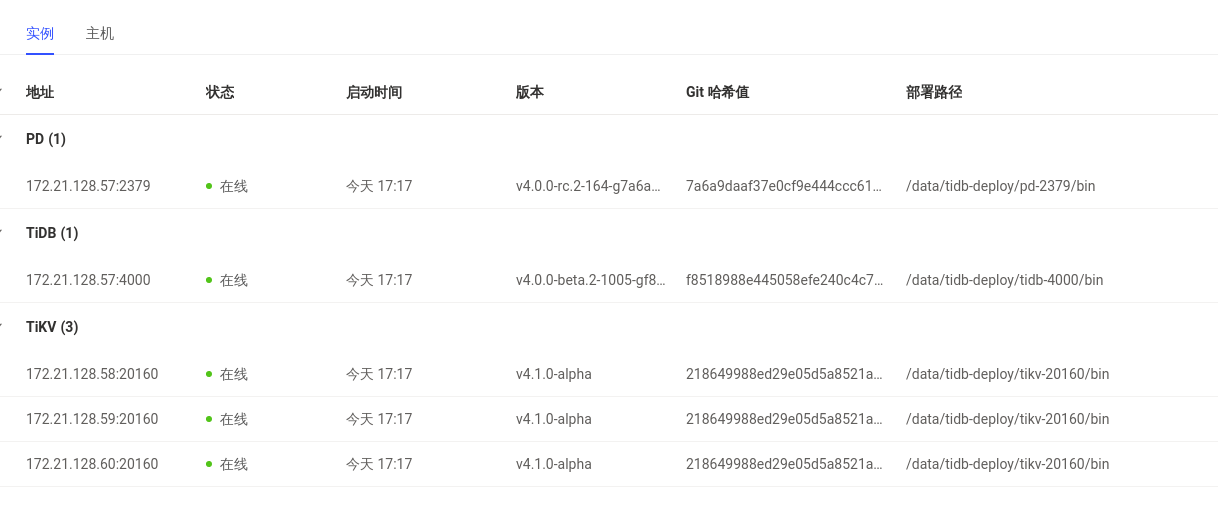 实例 主机
地址 状态 启动时间 版本 Git 哈希值 部署路径
PD (1)
172.21.128.57:2379 在线 今天 17:17 v4.0.0-rc.2-164-g7a6a... 7a6a9daaf37e0cf9e444ccc61... /data/tidb-deploy/pd-2379/bin
TiDB (1)
172.21.128.57:4000 在线 今天 17:17 v4.0.0-beta.2-1005-gf8... f8518988e445058efe240c4c7... /data/tidb-deploy/tidb-4000/bin
TiKV (3)
172.21.128.58:20160 在线 今天 17:17 v4.1.0-alpha 218649988ed29e05d5a8521a... /data/tidb-deploy/tikv-20160/bin
172.21.128.59:20160 在线 今天 17:17 v4.1.0-alpha 218649988ed29e05d5a8521a... /data/tidb-deploy/tikv-20160/bin
172.21.128.60:20160 在线 今天 17:17 v4.1.0-alpha 218649988ed29e05d5a8521a... /data/tidb-deploy/tikv-20160/bin